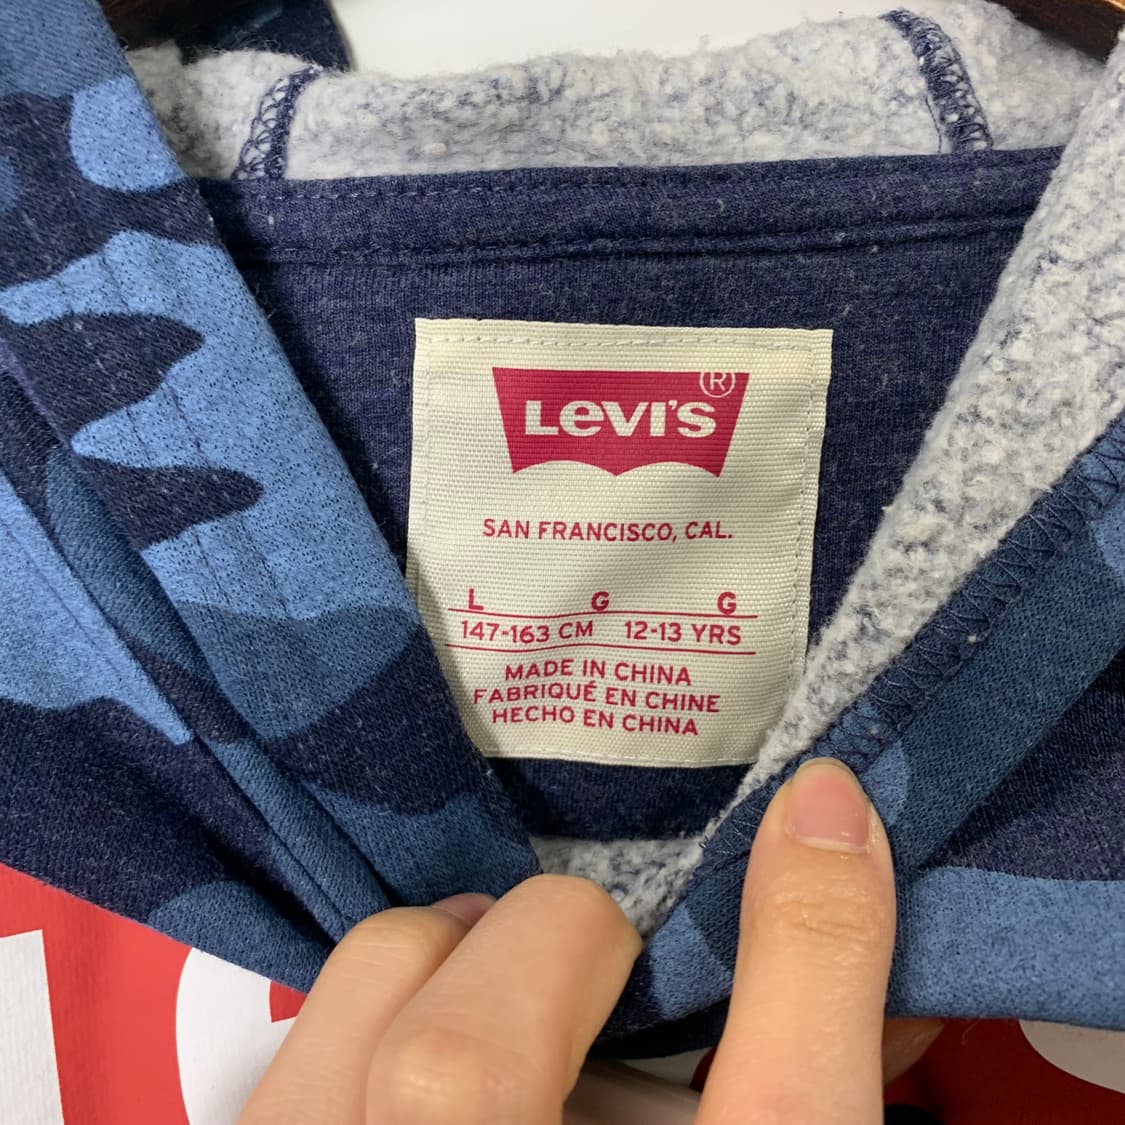 LEVI'S®
SAN FRANCISCO, CAL.
L G G
147-163 CM 12-13 YRS
MADE IN CHINA
FABRIQUÉ EN CHINE
HECHO EN CHINA